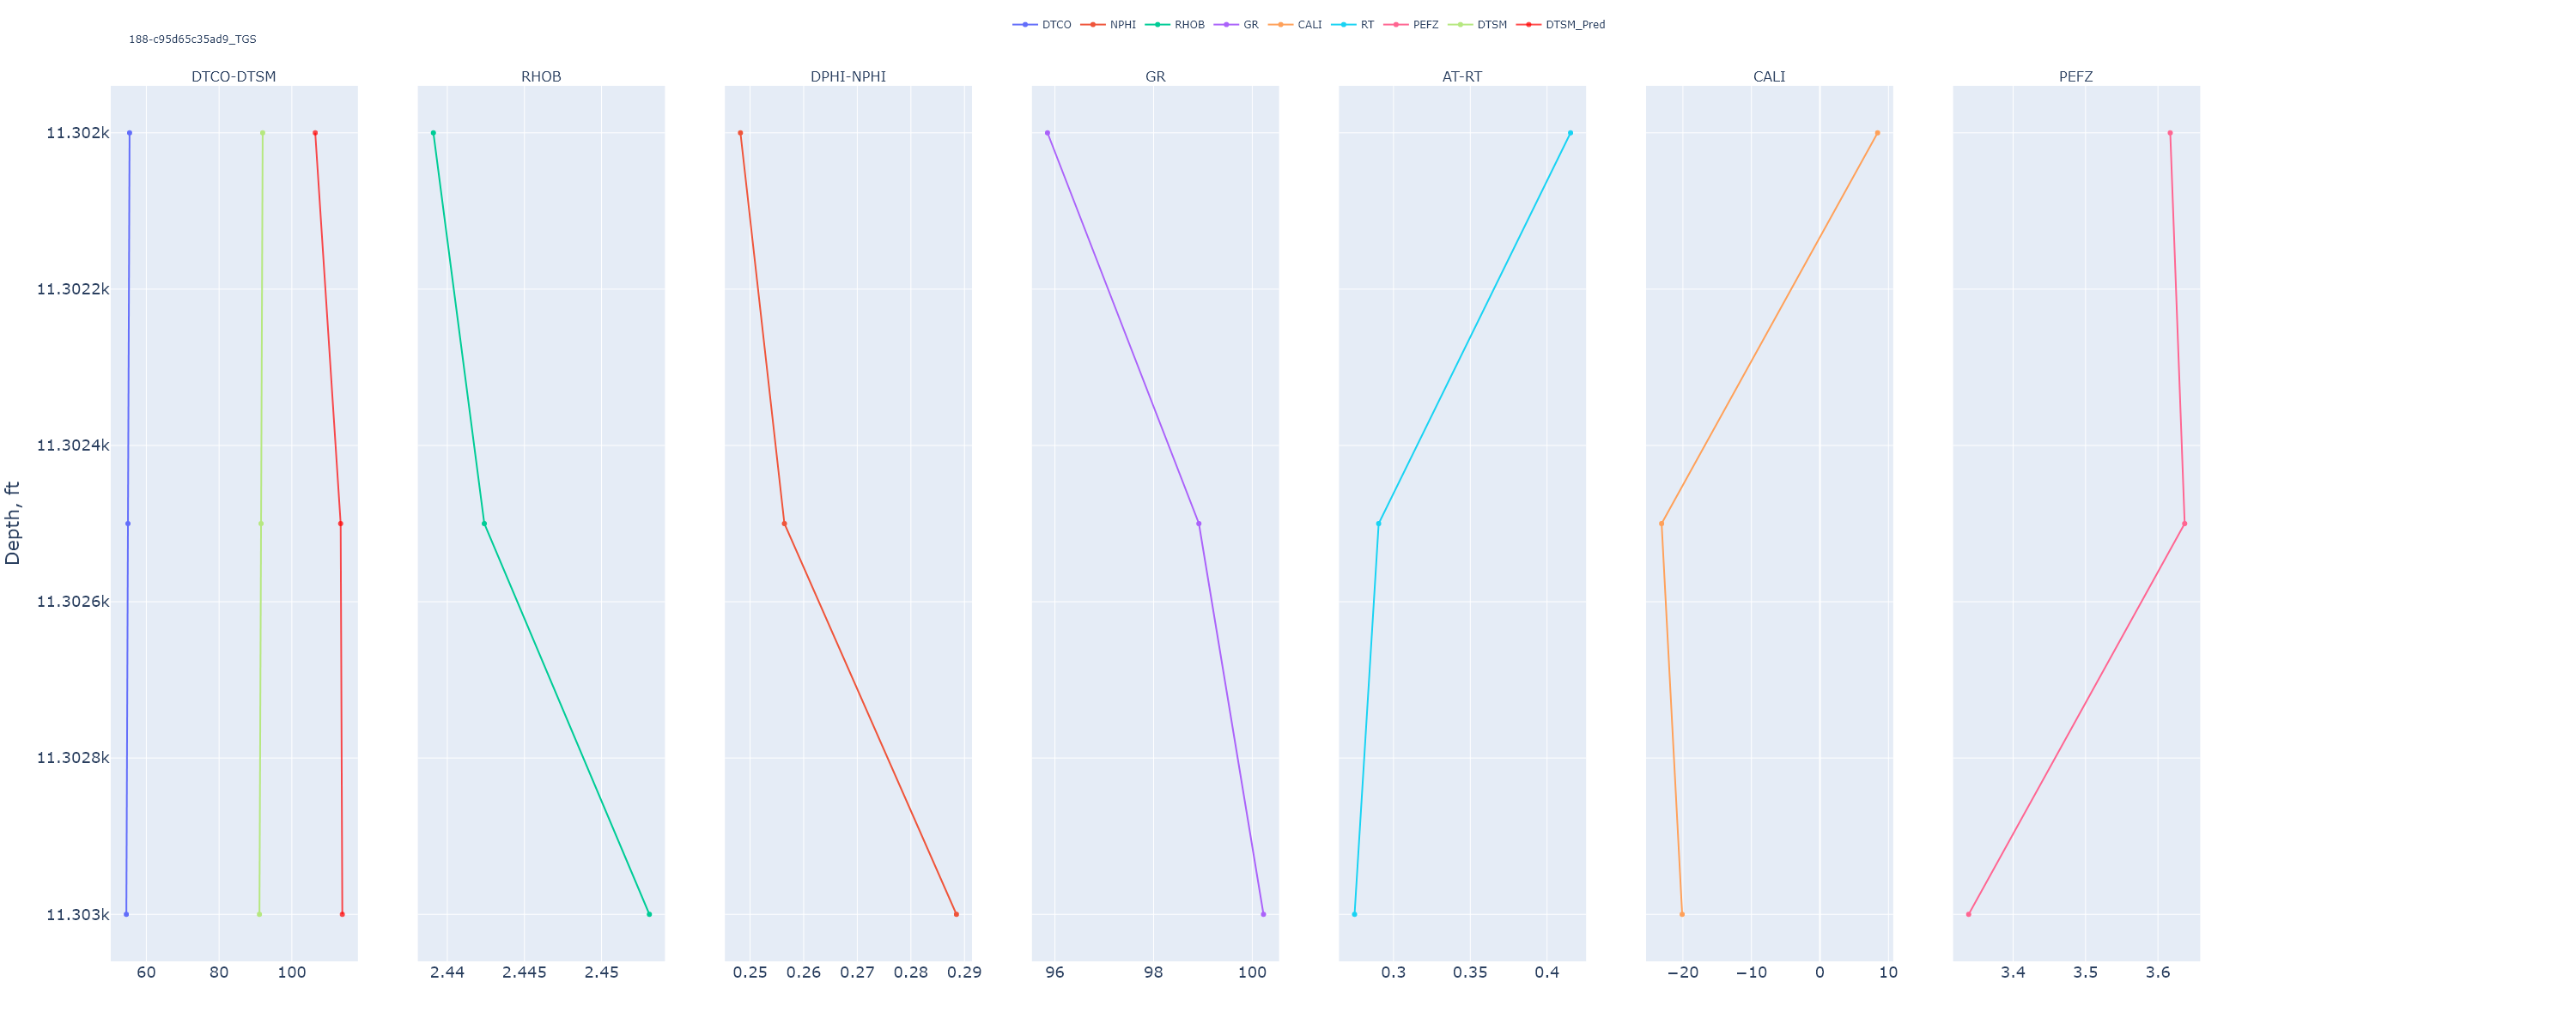 DTCO NPHI RHOB GR CALI RT PEFZ DTSM DTSM_Pred
188-c95d65c35ad9_TGS
DTCO-DTSM RHOB DPHI-NPHI GR AT-RT CALI PEFZ
11.302k
11.3022k
11.3024k
Depth, ft
11.3026k
11.3028k
11.303k
60 80 100 2.44 2.445 2.45 0.25 0.26 0.27 0.28 0.29 96 98 100 0.3 0.35 0.4 −20 −10 0 10 3.4 3.5 3.6